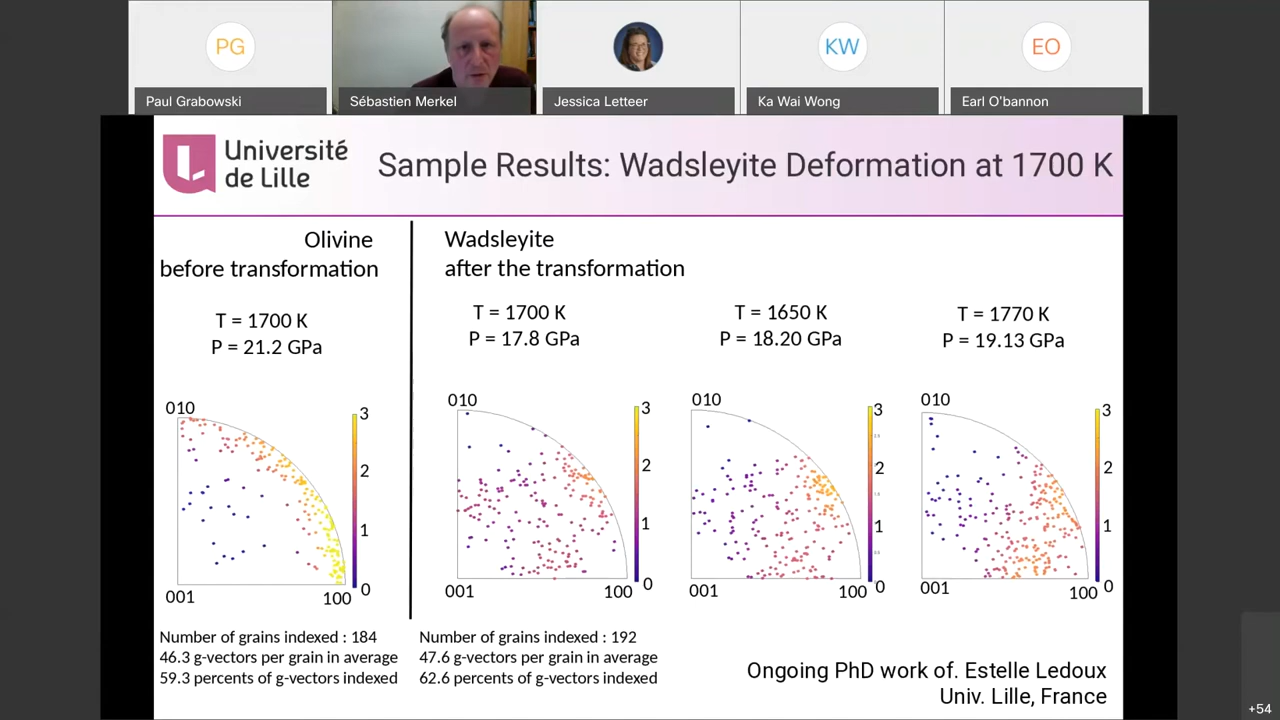 PG
KW
EO
Paul Grabowski
Sébastien Merkel
Jessica Letteer
Ka Wai Wong
Earl O'bannon
Université
de Lille
Sample Results: Wadsleyite Deformation at 1700 K
Olivine
before transformation
Wadsleyite
after the transformation
T = 1700 K
P = 21.2 GPa
T = 1700 K
P = 17.8 GPa
T = 1650 K
P = 18.20 GPa
T = 1770 K
P = 19.13 GPa
010
3
2
1
0
001
100
010
3
2
1
0
001
100
010
3
2
1
0
001
100
010
3
2
1
0
001
100
Number of grains indexed : 184
46.3 g-vectors per grain in average
59.3 percents of g-vectors indexed
Number of grains indexed : 192
47.6 g-vectors per grain in average
62.6 percents of g-vectors indexed
Ongoing PhD work of. Estelle Ledoux
Univ. Lille, France
+54